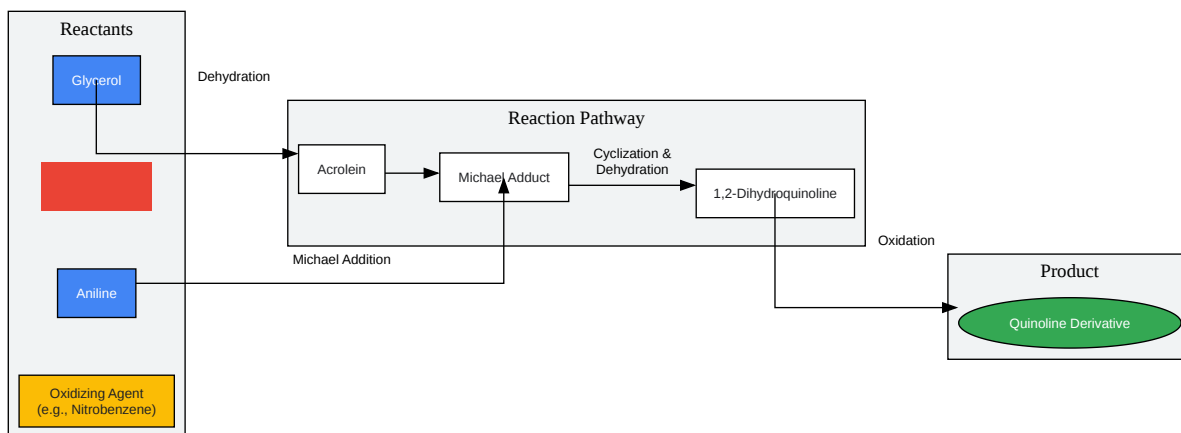 Reactants
Glycerol
Dehydration
Reaction Pathway
Acrolein
Michael Adduct
Cyclization &
Dehydration
1,2-Dihydroquinoline
Michael Addition
Aniline
Oxidation
Product
Quinoline Derivative
Oxidizing Agent
(e.g., Nitrobenzene)